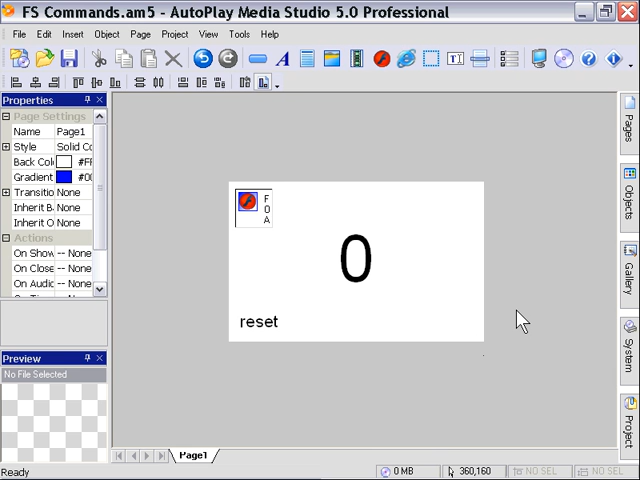 FS Commands.am5 - AutoPlay Media Studio 5.0 Professional
File Edit Align Insert Object Page Project View Tools Help
Properties
Page Settings
Name Page1
Style Solid Co
Back Colo #FF
Gradient #00
Transitio None
Inherit B None
Inherit O None
Actions
On Show -- None
On Close -- None
On Audio -- None
Preview
No File Selected
F
O
A
0
reset
Pages
Objects
Gallery
System
Project
Page1
Ready
0 MB
360,160
NO SEL
NO SEL